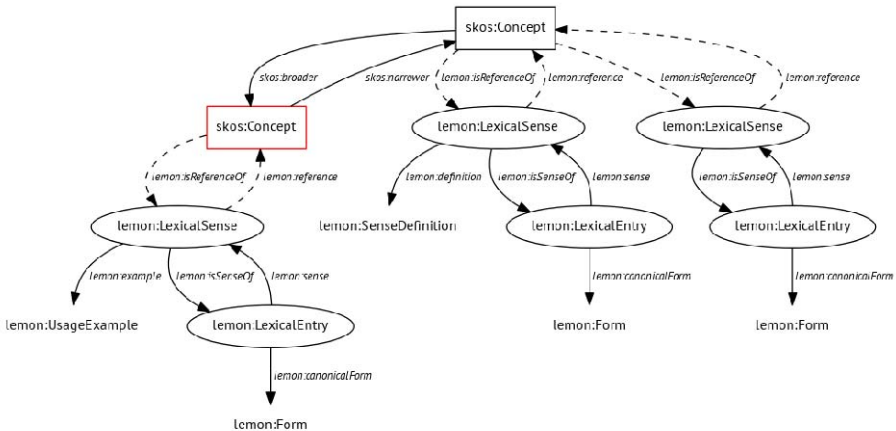 skos:Concept
skos:broader
skos:narrower
lemon:isReferenceOf
lemon:reference
lemon:isReferenceOf
lemon:reference
skos:Concept
lemon:LexicalSense
lemon:LexicalSense
lemon:isReferenceOf
lemon:reference
lemon:definition
lemon:isSenseOf
lemon:sense
lemon:isSenseOf
lemon:sense
lemon:LexicalSense
lemon:SenseDefinition
lemon:LexicalEntry
lemon:LexicalEntry
lemon:example
lemon:isSenseOf
lemon:sense
lemon:canonicalForm
lemon:canonicalForm
lemon:UsageExample
lemon:LexicalEntry
lemon:Form
lemon:Form
lemon:canonicalForm
lemon:Form